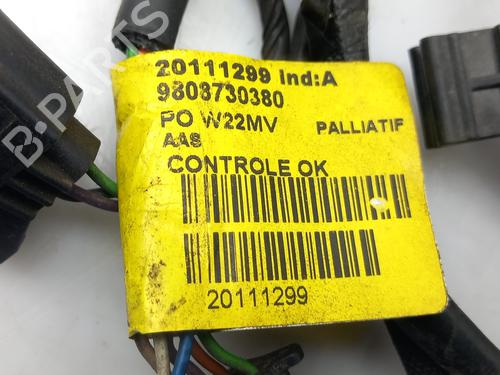 20111299 Ind:A
9808730380
PO W22MV PALLIATIF
AAS
CONTROLE OK
20111299
B-PARTS